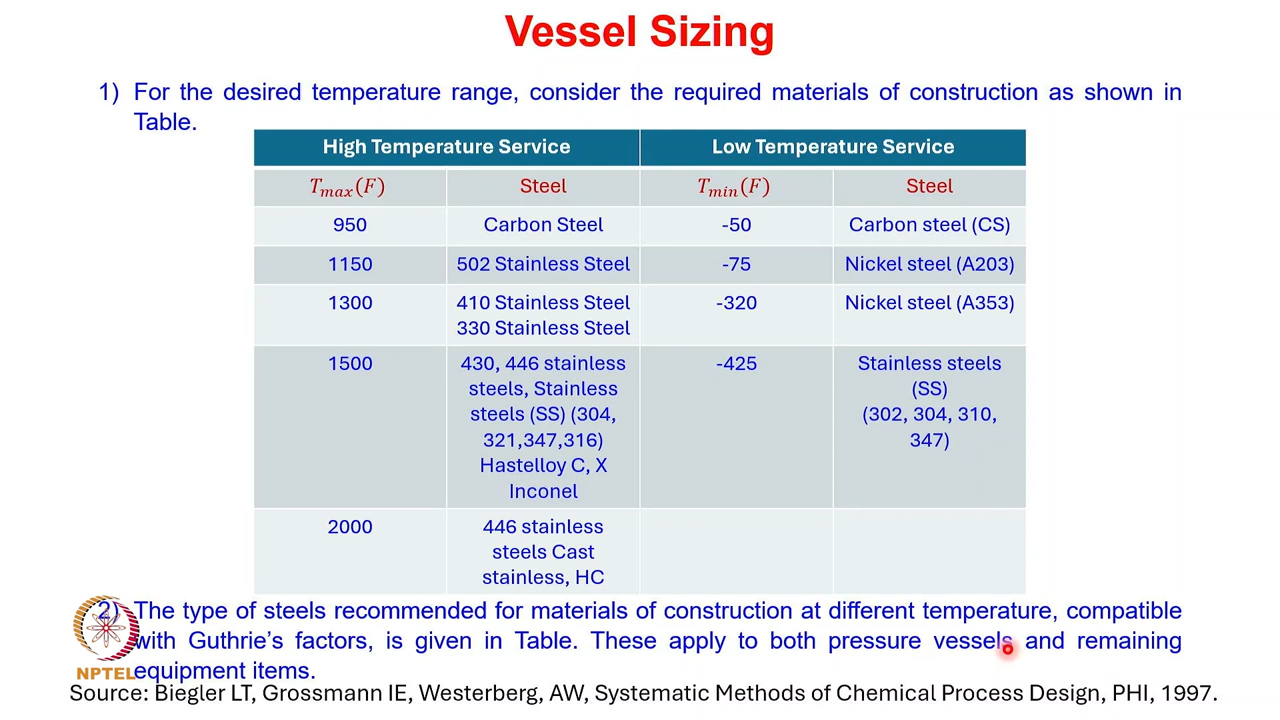 Vessel Sizing
1) For the desired temperature range, consider the required materials of construction as shown in
Table.
High Temperature Service Low Temperature Service
T_max(F) Steel T_min(F) Steel
950 Carbon Steel -50 Carbon steel (CS)
1150 502 Stainless Steel -75 Nickel steel (A203)
1300 410 Stainless Steel -320 Nickel steel (A353)
330 Stainless Steel
1500 430, 446 stainless -425 Stainless steels
steels, Stainless (SS)
steels (SS) (304, (302, 304, 310,
321,347,316) 347)
Hastelloy C, X
Inconel
2000 446 stainless
steels Cast
stainless, HC
2) The type of steels recommended for materials of construction at different temperature, compatible
with Guthrie's factors, is given in Table. These apply to both pressure vessels and remaining
equipment items.
NPTEL
Source: Biegler LT, Grossmann IE, Westerberg, AW, Systematic Methods of Chemical Process Design, PHI, 1997.